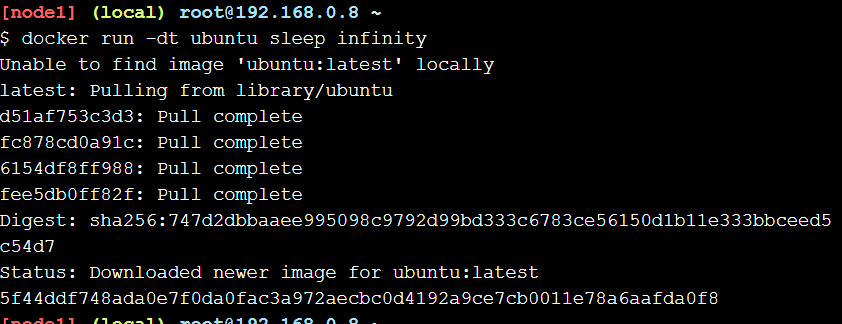 [node1] (local) root@192.168.0.8 ~
$ docker run -dt ubuntu sleep infinity
Unable to find image 'ubuntu:latest' locally
latest: Pulling from library/ubuntu
d51af753c3d3: Pull complete
fc878cd0a91c: Pull complete
6154df8ff988: Pull complete
fee5db0ff82f: Pull complete
Digest: sha256:747d2dbbaaee995098c9792d99bd333c6783ce56150d1b11e333bbceed5
c54d7
Status: Downloaded newer image for ubuntu:latest
5f44ddf748ada0e7f0da0fac3a972aecbc0d4192a9ce7cb0011e78a6aafda0f8
[node1] (local) root@192.168.0.8 ~